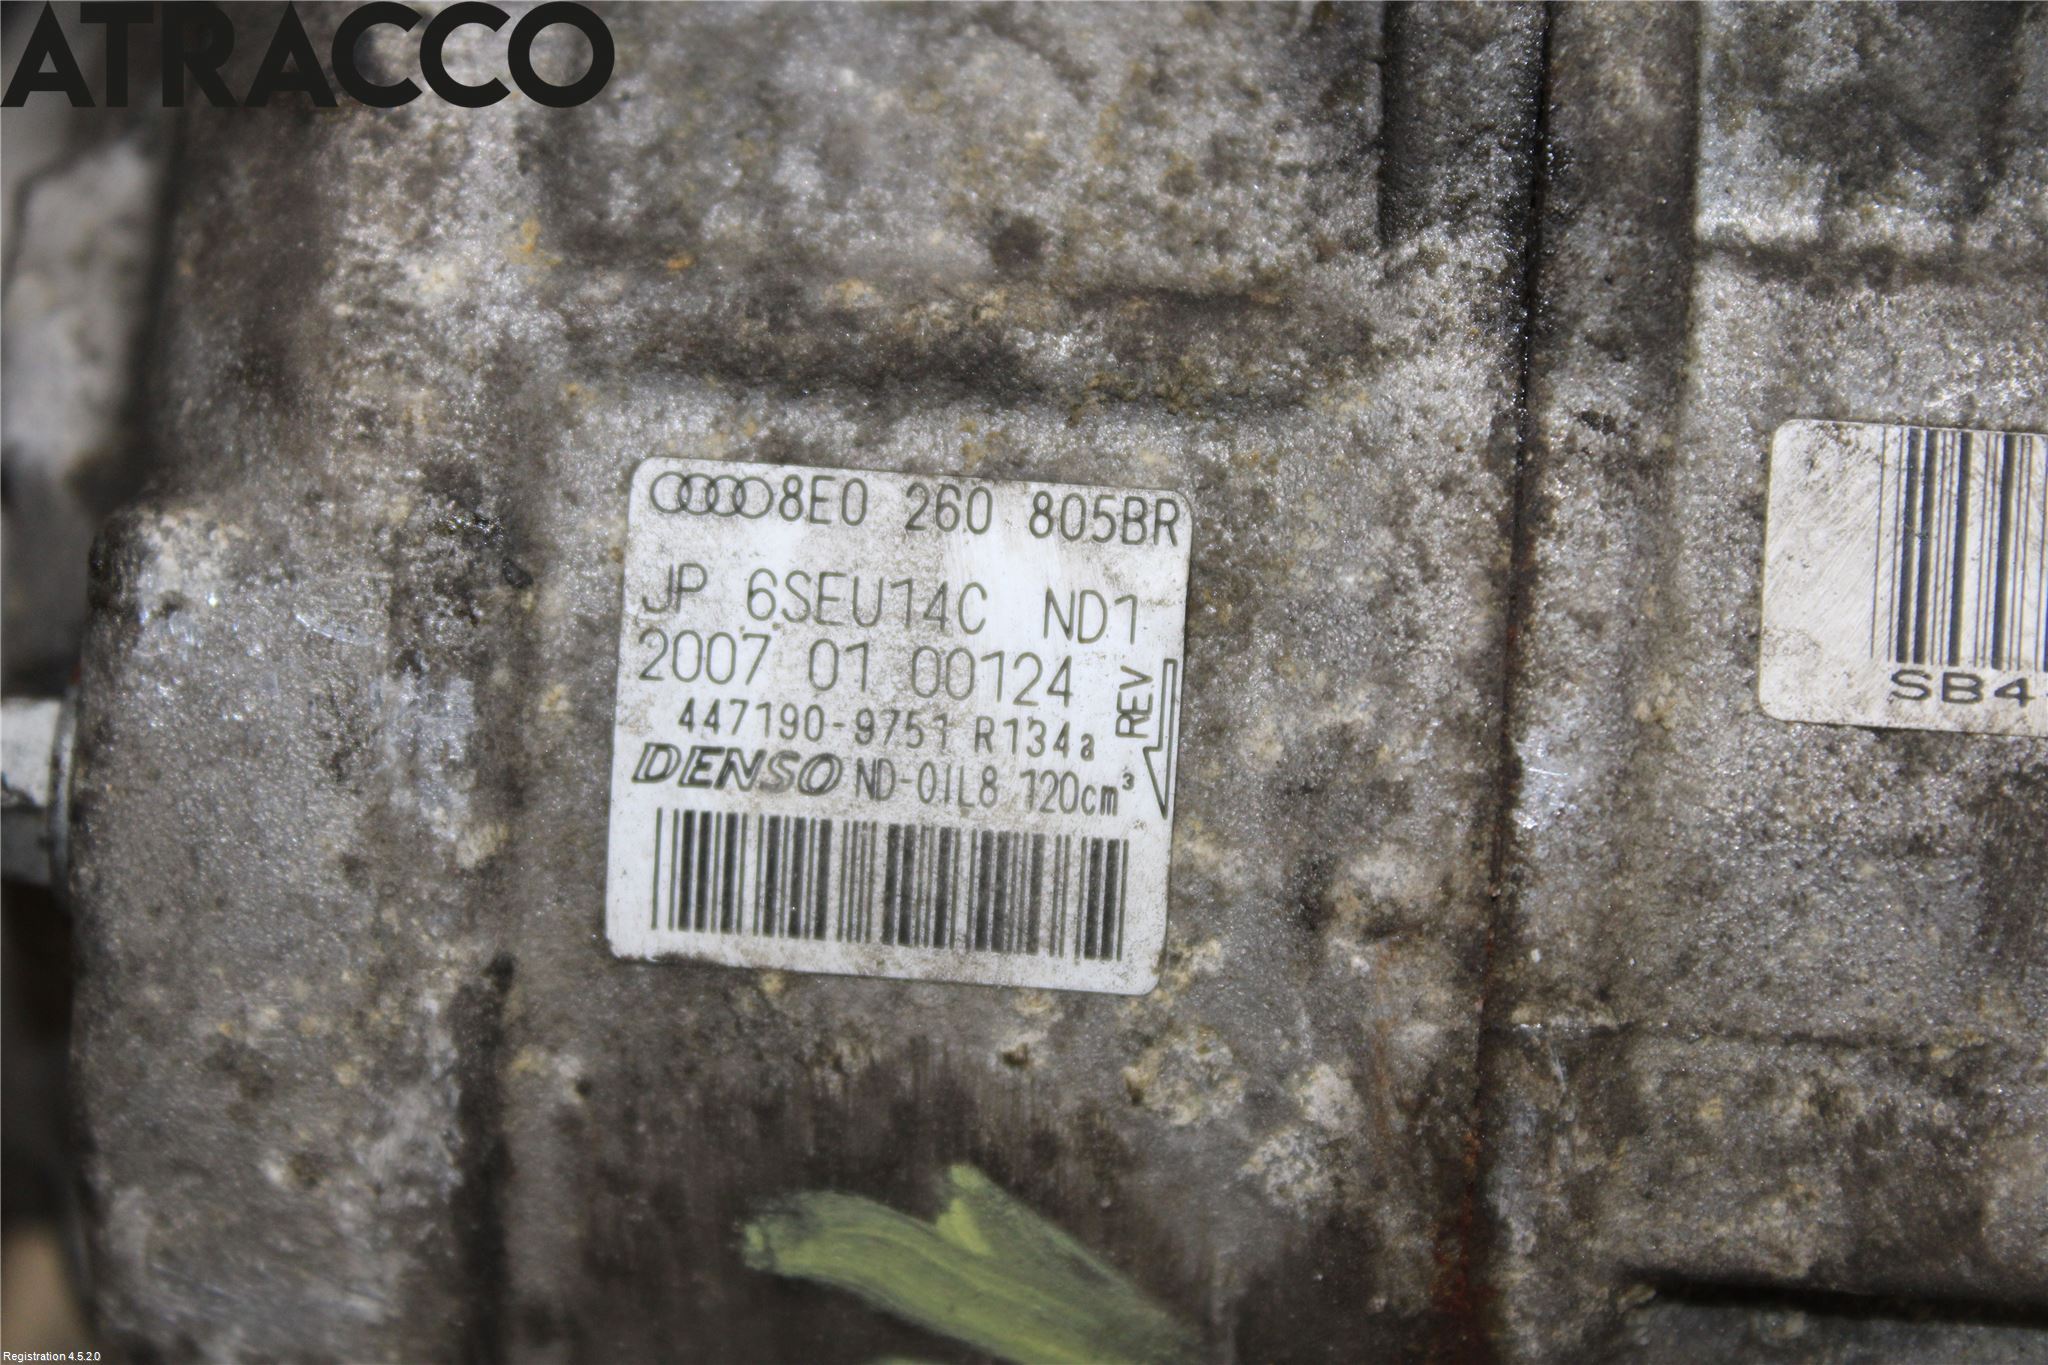 ATRACCO
8E0 260 805BR
JP 6SEU14C ND1
2007 01 00124
447190-9751 R134a
REV
DENSO ND-OIL8 120cm³
SB4
Registration 4.5.2.0